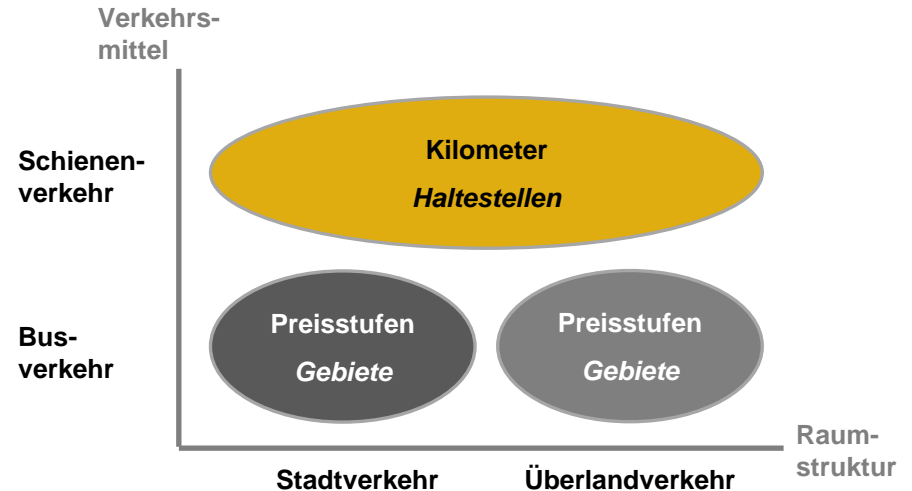 Verkehrs-
mittel
Schienen-
verkehr
Kilometer
Haltestellen
Bus-
verkehr
Preisstufen
Gebiete
Preisstufen
Gebiete
Raum-
struktur
Stadtverkehr
Überlandverkehr